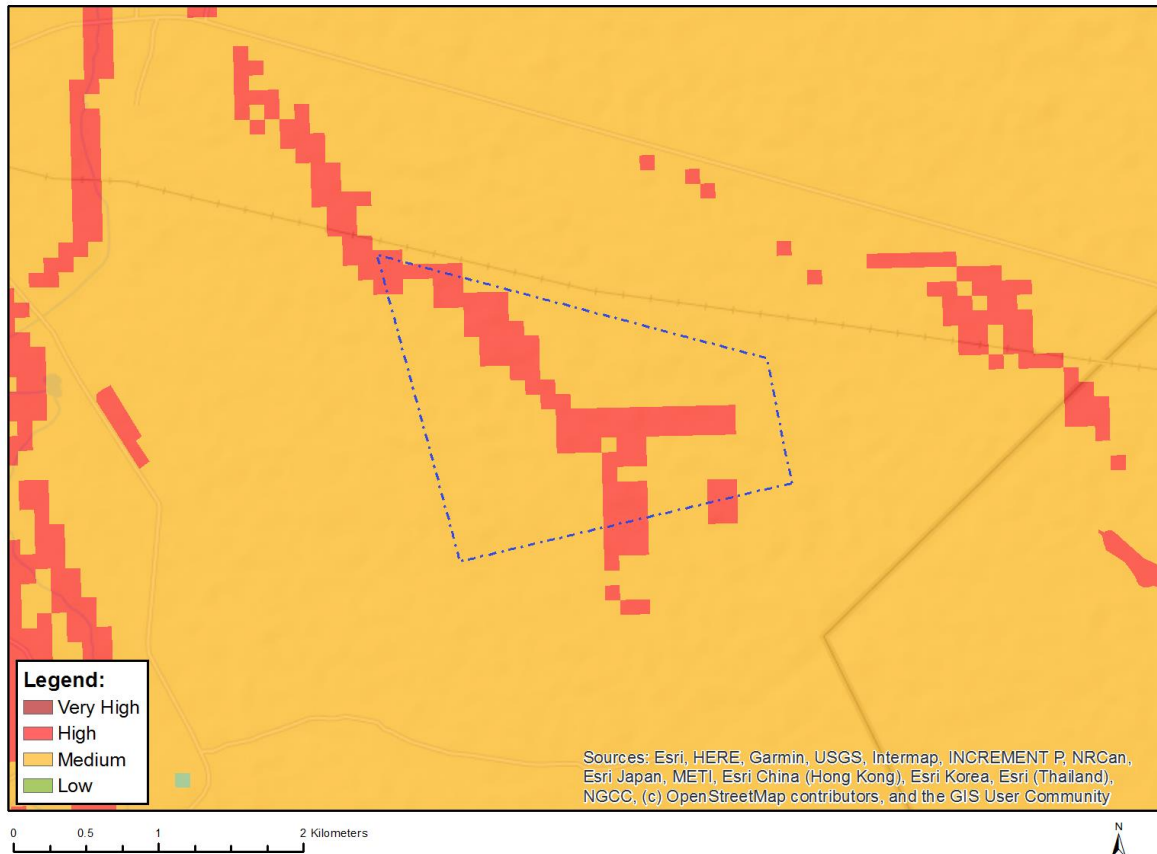 Legend:
Very High
High
Medium
Low
Sources: Esri, HERE, Garmin, USGS, Intermap, INCREMENT P, NRCan,
Esri Japan, METI, Esri China (Hong Kong), Esri Korea, Esri (Thailand),
NGCC, (c) OpenStreetMap contributors, and the GIS User Community
0 0.5 1 2 Kilometers
N